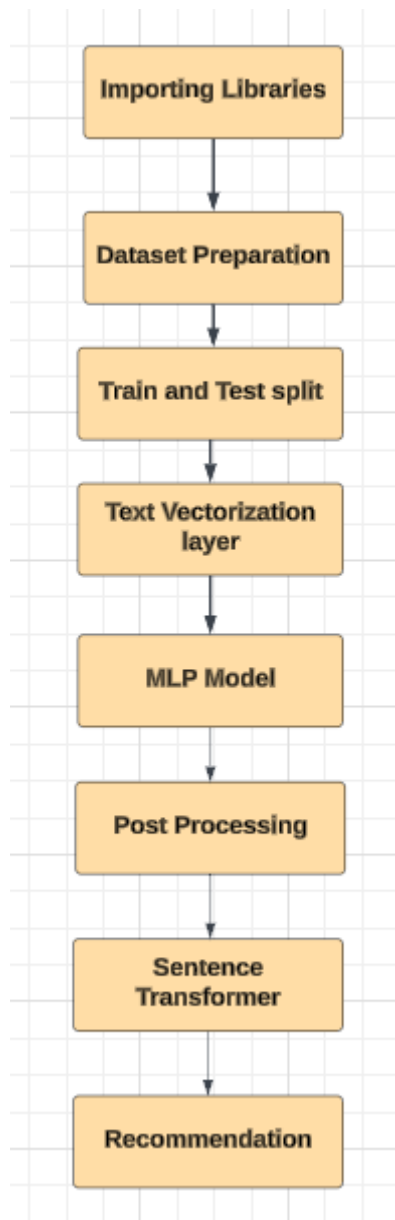 Importing Libraries
Dataset Preparation
Train and Test split
Text Vectorization
layer
MLP Model
Post Processing
Sentence
Transformer
Recommendation